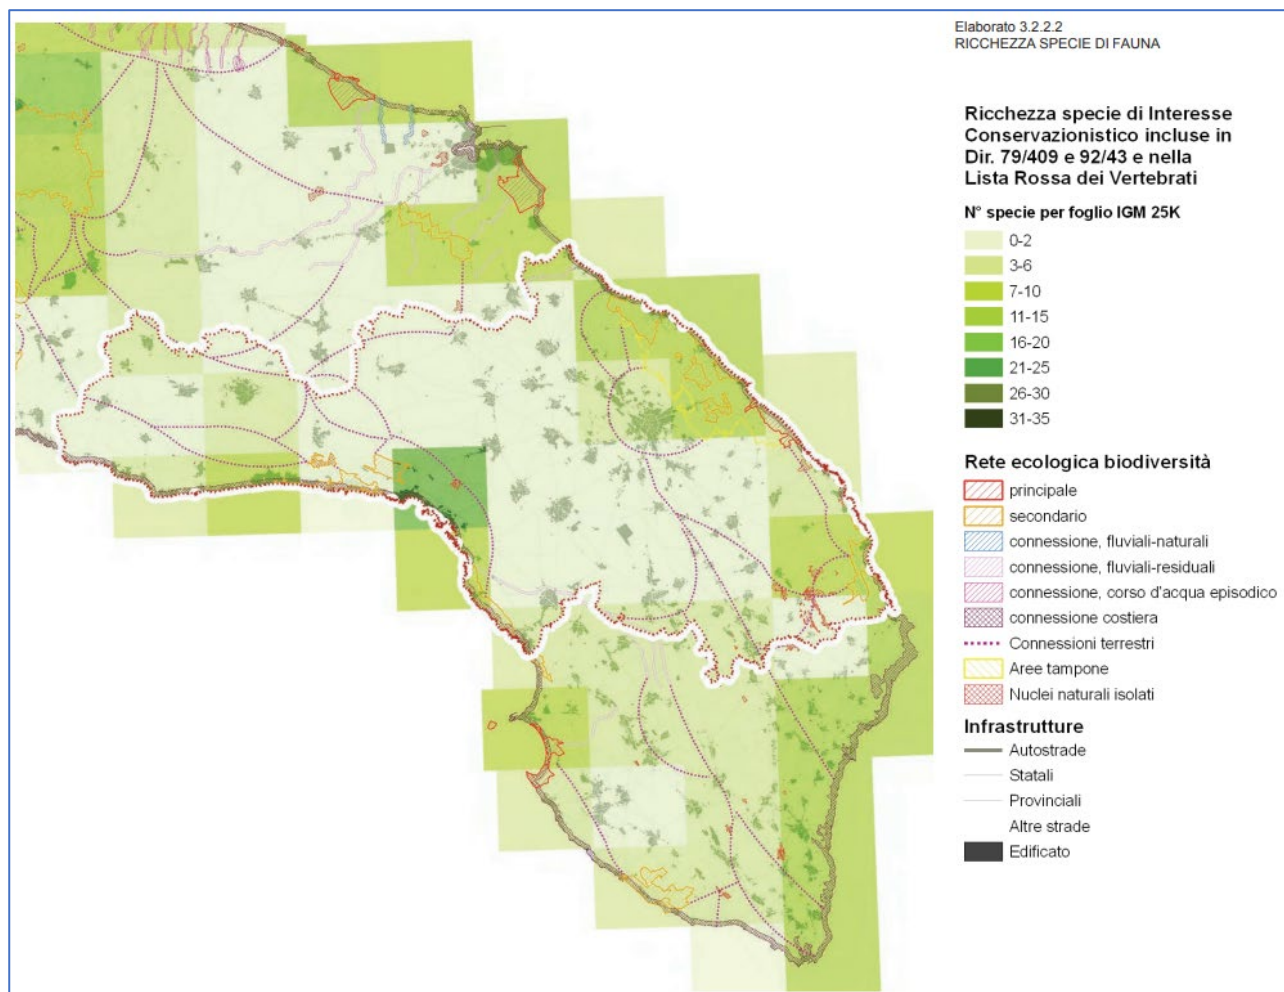 Elaborato 3.2.2.2
RICCHEZZA SPECIE DI FAUNA
Ricchezza specie di Interesse
Conservazionistico incluse in
Dir. 79/409 e 92/43 e nella
Lista Rossa dei Vertebrati
N° specie per foglio IGM 25K
0-2
3-6
7-10
11-15
16-20
21-25
26-30
31-35
Rete ecologica biodiversità
principale
secondario
connessione, fluviali-naturali
connessione, fluviali-residuali
connessione, corso d'acqua episodico
connessione costiera
Connessioni terrestri
Aree tampone
Nuclei naturali isolati
Infrastrutture
Autostrade
Statali
Provinciali
Altre strade
Edificato